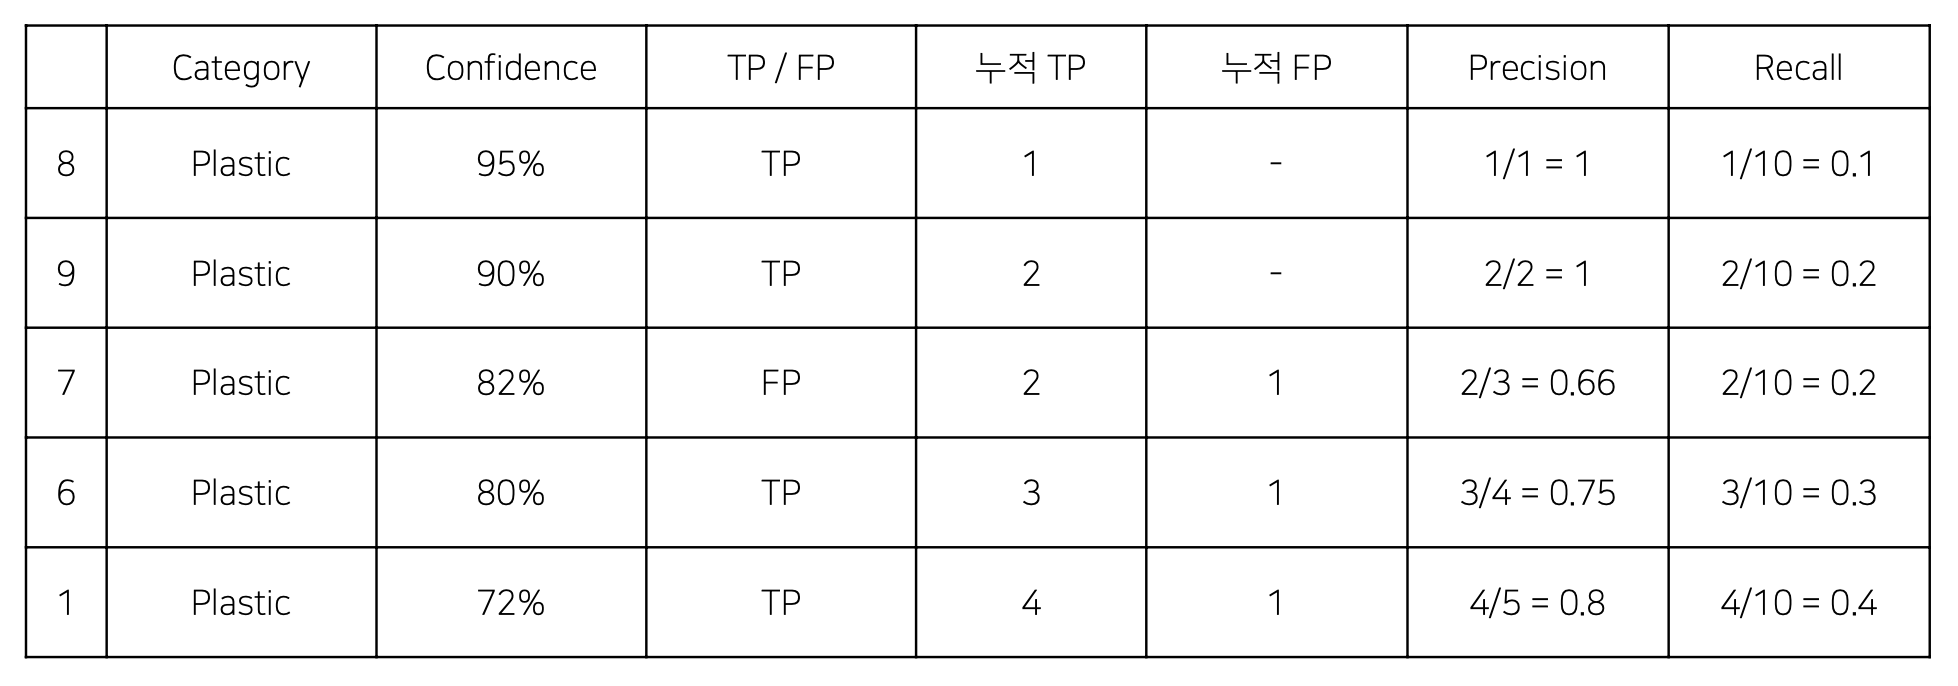 Category Confidence TP / FP 누적 TP 누적 FP Precision Recall
8 Plastic 95% TP 1 - 1/1 = 1 1/10 = 0.1
9 Plastic 90% TP 2 - 2/2 = 1 2/10 = 0.2
7 Plastic 82% FP 2 1 2/3 = 0.66 2/10 = 0.2
6 Plastic 80% TP 3 1 3/4 = 0.75 3/10 = 0.3
1 Plastic 72% TP 4 1 4/5 = 0.8 4/10 = 0.4